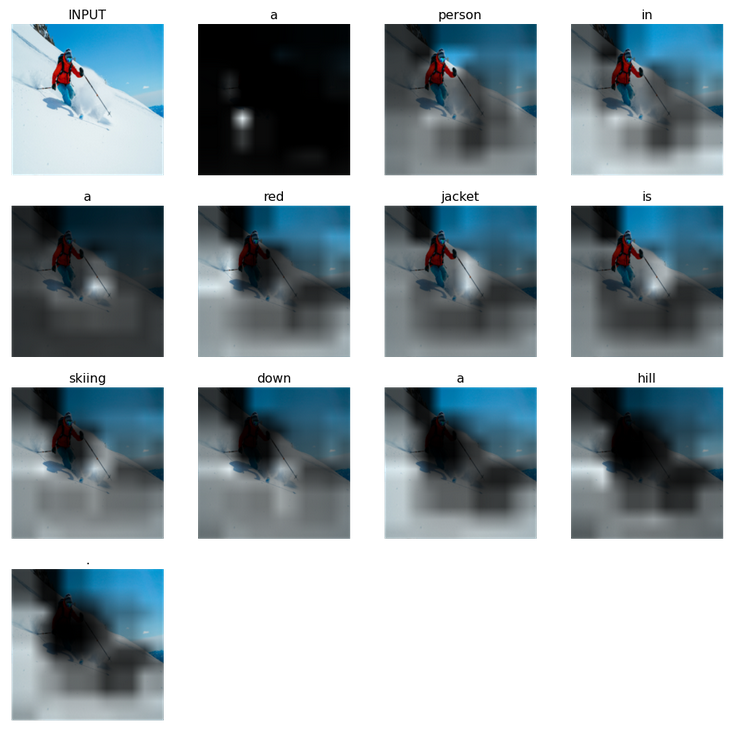 INPUT a person in
a red jacket is
skiing down a hill
.